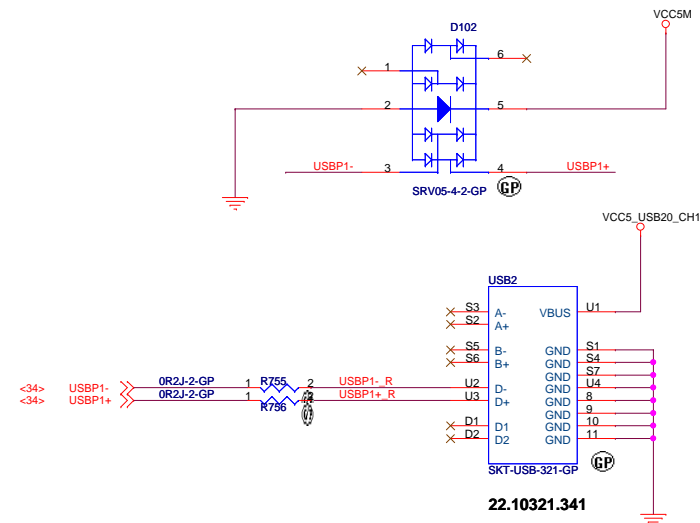 VCC5M
D102
1
6
2
5
USBP1-
3
4
USBP1+
SRV05-4-2-GP
GP
VCC5_USB20_CH1
USB2
S3 A- VBUS U1
S2 A+
S5 B- GND S1
S6 B+ GND S4
GND S7
<34> USBP1- 0R2J-2-GP 1 R755 2 USBP1-_R U2 D- GND U4
<34> USBP1+ 0R2J-2-GP 1 R756 USBP1+_R U3 D+ GND 8
GND 9
D1 D1 GND 10
D2 D2 GND 11
SKT-USB-321-GP
GP
22.10321.341